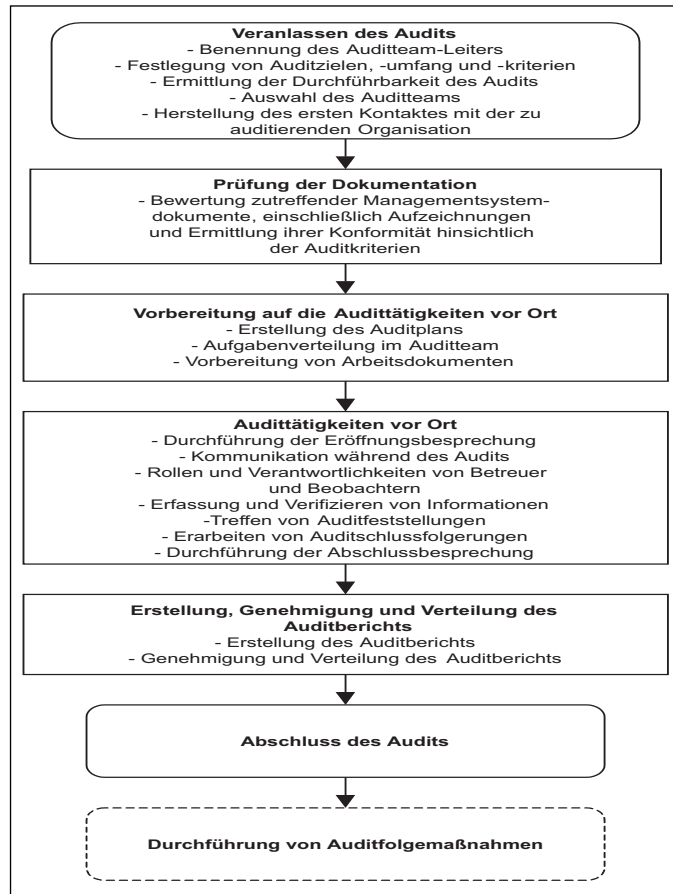 Veranlassen des Audits
- Benennung des Auditteam-Leiters
- Festlegung von Auditzielen, -umfang und -kriterien
- Ermittlung der Durchführbarkeit des Audits
- Auswahl des Auditteams
- Herstellung des ersten Kontaktes mit der zu
auditierenden Organisation
Prüfung der Dokumentation
- Bewertung zutreffender Managementsystem-
dokumente, einschließlich Aufzeichnungen
und Ermittlung ihrer Konformität hinsichtlich
der Auditkriterien
Vorbereitung auf die Audittätigkeiten vor Ort
- Erstellung des Auditplans
- Aufgabenverteilung im Auditteam
- Vorbereitung von Arbeitsdokumenten
Audittätigkeiten vor Ort
- Durchführung der Eröffnungsbesprechung
- Kommunikation während des Audits
- Rollen und Verantwortlichkeiten von Betreuer
und Beobachtern
- Erfassung und Verifizieren von Informationen
-Treffen von Auditfeststellungen
- Erarbeiten von Auditschlussfolgerungen
- Durchführung der Abschlussbesprechung
Erstellung, Genehmigung und Verteilung des
Auditberichts
- Erstellung des Auditberichts
- Genehmigung und Verteilung des Auditberichts
Abschluss des Audits
Durchführung von Auditfolgemaßnahmen